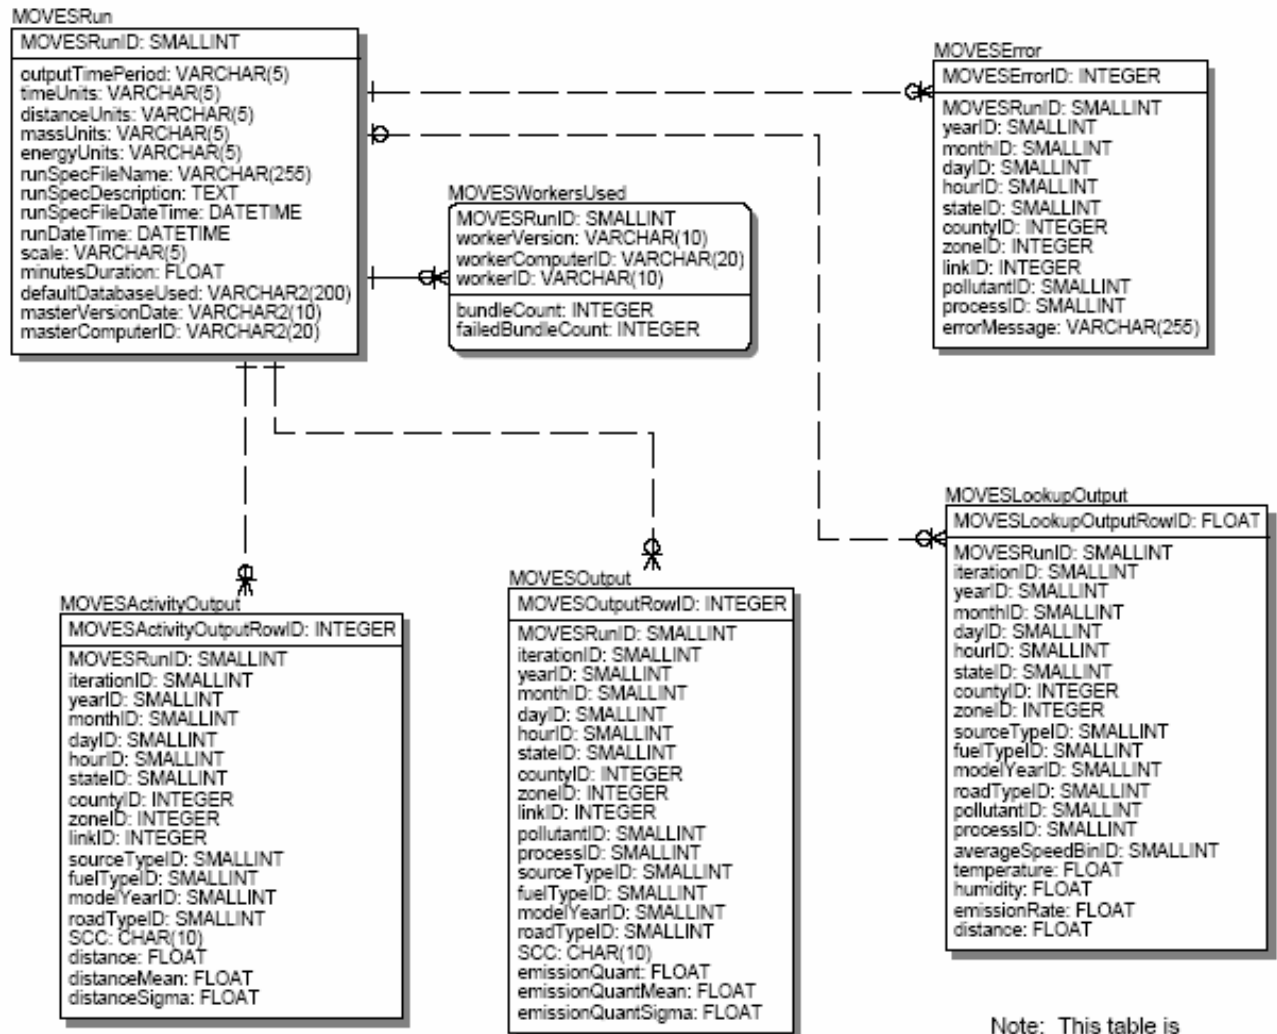 MOVESRun
MOVESRunID: SMALLINT
outputTimePeriod: VARCHAR(5)
timeUnits: VARCHAR(5)
distanceUnits: VARCHAR(5)
massUnits: VARCHAR(5)
energyUnits: VARCHAR(5)
runSpecFileName: VARCHAR(255)
runSpecDescription: TEXT
runSpecFileDateTime: DATETIME
runDateTime: DATETIME
scale: VARCHAR(5)
minutesDuration: FLOAT
defaultDatabaseUsed: VARCHAR2(200)
masterVersionDate: VARCHAR2(10)
masterComputerID: VARCHAR2(20)
MOVESWorkersUsed
MOVESRunID: SMALLINT
workerVersion: VARCHAR(10)
workerComputerID: VARCHAR(20)
workerID: VARCHAR(10)
bundleCount: INTEGER
failedBundleCount: INTEGER
MOVESError
MOVESErrorID: INTEGER
MOVESRunID: SMALLINT
yearID: SMALLINT
monthID: SMALLINT
dayID: SMALLINT
hourID: SMALLINT
stateID: SMALLINT
countyID: INTEGER
zoneID: INTEGER
linkID: INTEGER
pollutantID: SMALLINT
processID: SMALLINT
errorMessage: VARCHAR(255)
MOVESActivityOutput
MOVESActivityOutputRowID: INTEGER
MOVESRunID: SMALLINT
iterationID: SMALLINT
yearID: SMALLINT
monthID: SMALLINT
dayID: SMALLINT
hourID: SMALLINT
stateID: SMALLINT
countyID: INTEGER
zoneID: INTEGER
linkID: INTEGER
sourceTypeID: SMALLINT
fuelTypeID: SMALLINT
modelYearID: SMALLINT
roadTypeID: SMALLINT
SCC: CHAR(10)
distance: FLOAT
distanceMean: FLOAT
distanceSigma: FLOAT
MOVESOutput
MOVESOutputRowID: INTEGER
MOVESRunID: SMALLINT
iterationID: SMALLINT
yearID: SMALLINT
monthID: SMALLINT
dayID: SMALLINT
hourID: SMALLINT
stateID: SMALLINT
countyID: INTEGER
zoneID: INTEGER
linkID: INTEGER
pollutantID: SMALLINT
processID: SMALLINT
sourceTypeID: SMALLINT
fuelTypeID: SMALLINT
modelYearID: SMALLINT
roadTypeID: SMALLINT
SCC: CHAR(10)
emissionQuant: FLOAT
emissionQuantMean: FLOAT
emissionQuantSigma: FLOAT
MOVESLookupOutput
MOVESLookupOutputRowID: FLOAT
MOVESRunID: SMALLINT
iterationID: SMALLINT
yearID: SMALLINT
monthID: SMALLINT
dayID: SMALLINT
hourID: SMALLINT
stateID: SMALLINT
countyID: INTEGER
zoneID: INTEGER
sourceTypeID: SMALLINT
fuelTypeID: SMALLINT
modelYearID: SMALLINT
roadTypeID: SMALLINT
pollutantID: SMALLINT
processID: SMALLINT
averageSpeedBinID: SMALLINT
temperature: FLOAT
humidity: FLOAT
emissionRate: FLOAT
distance: FLOAT
Note: This table is